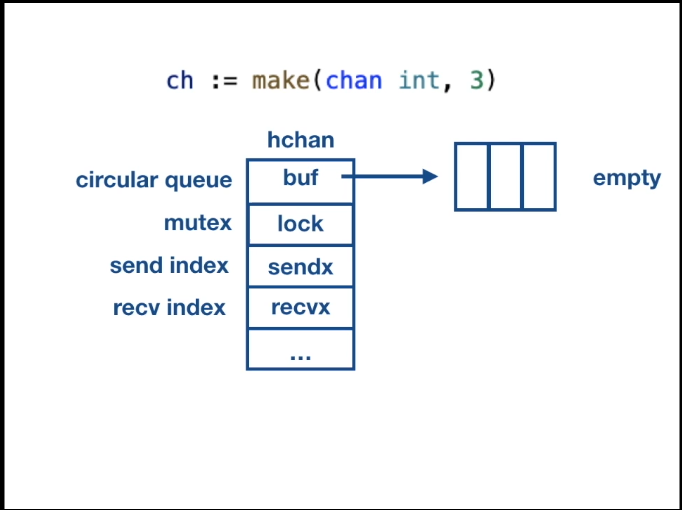 ch := make(chan int, 3)
hchan
circular queue buf empty
mutex lock
send index sendx
recv index recvx
...